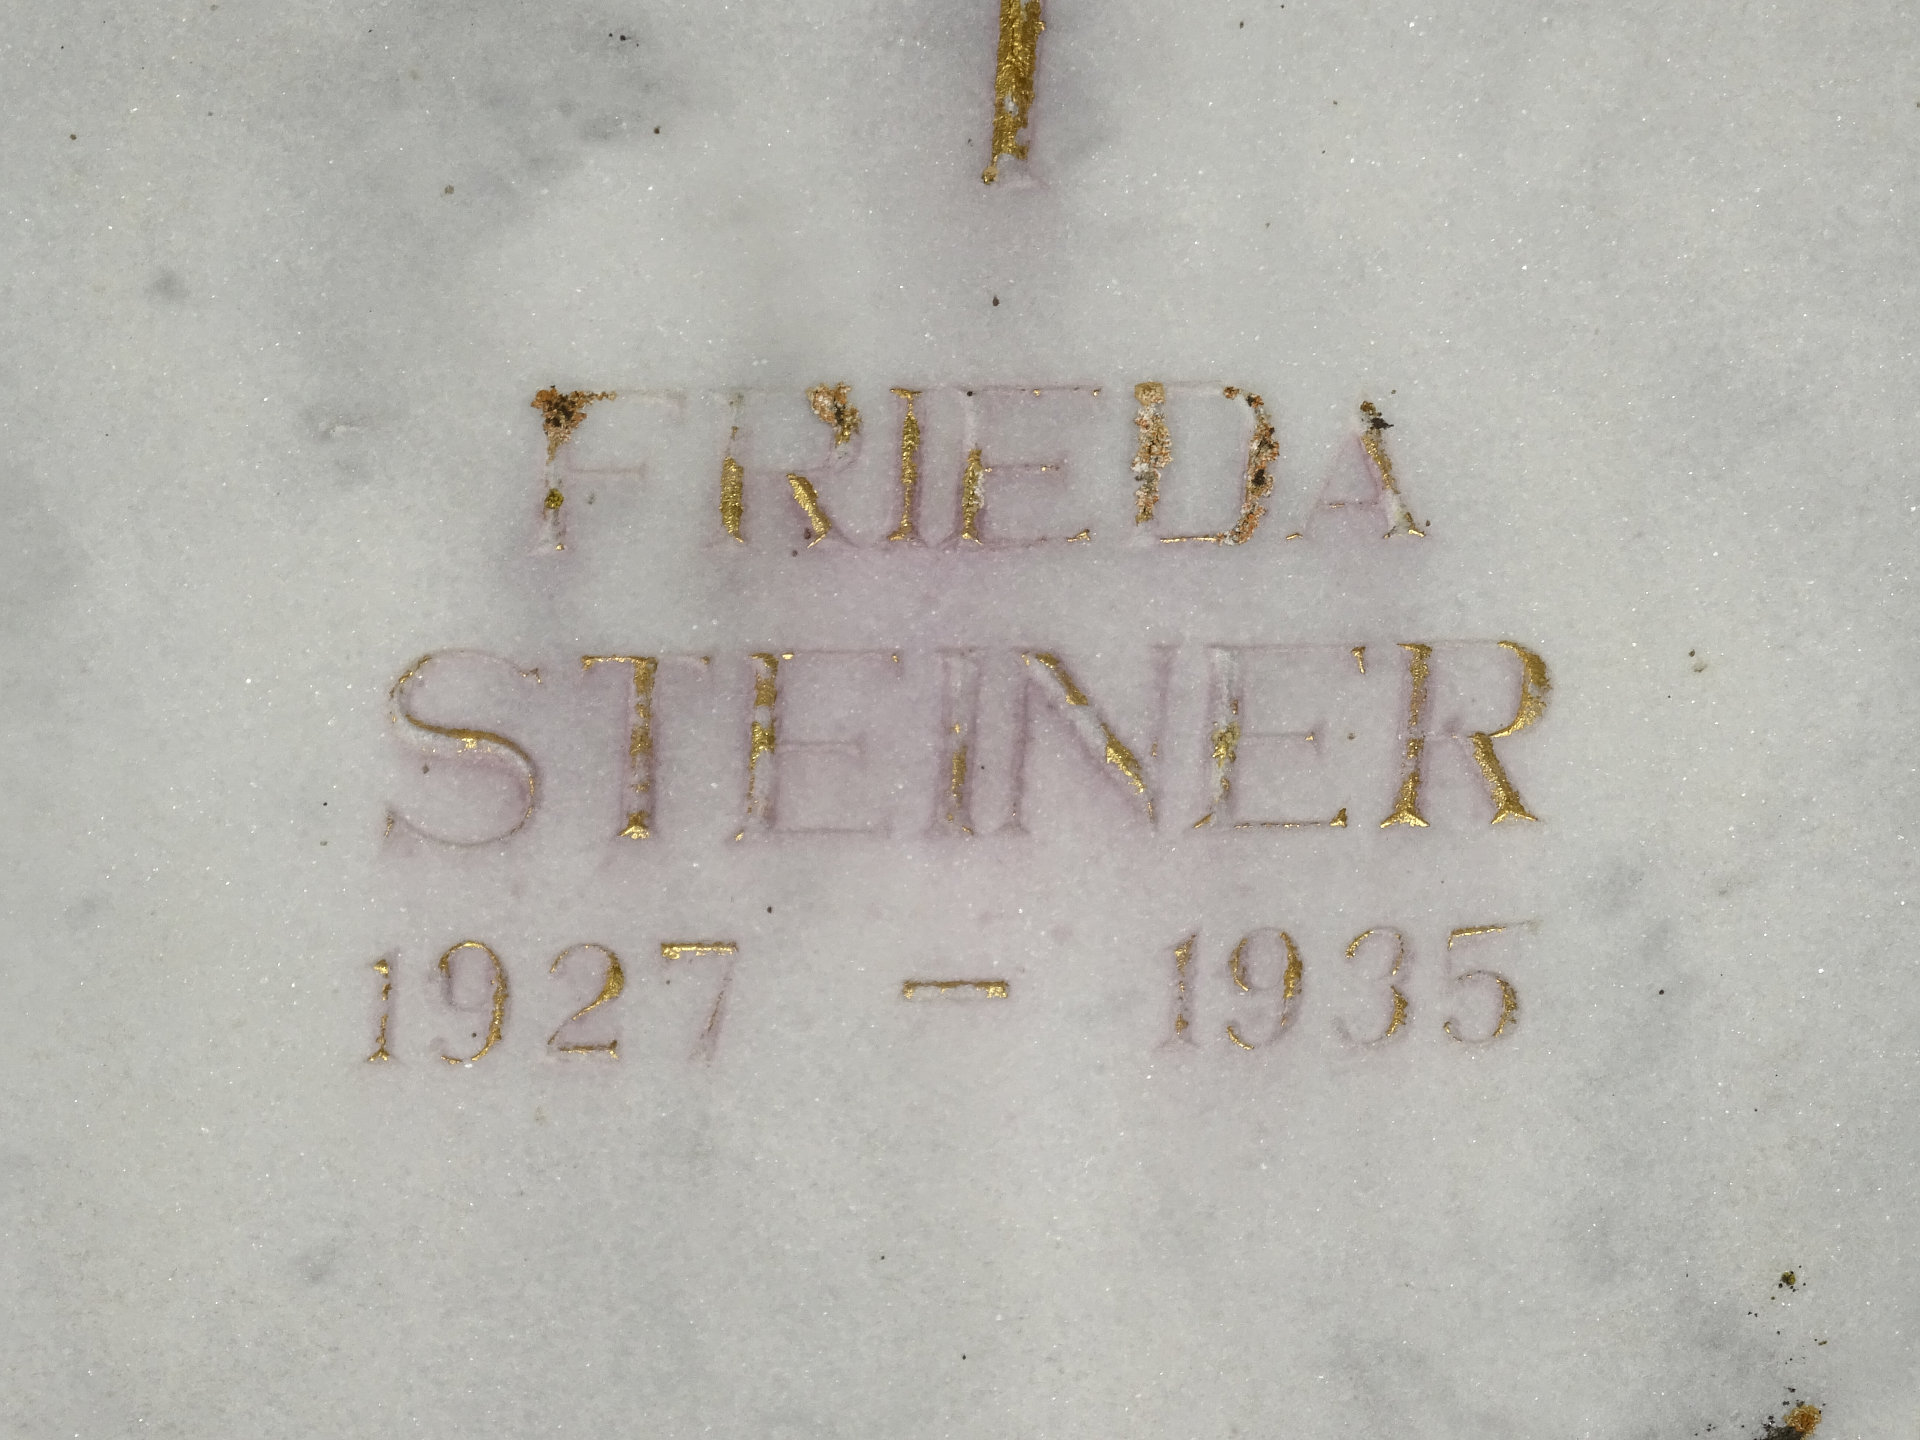 FRIEDA
STEINER
1927 – 1935